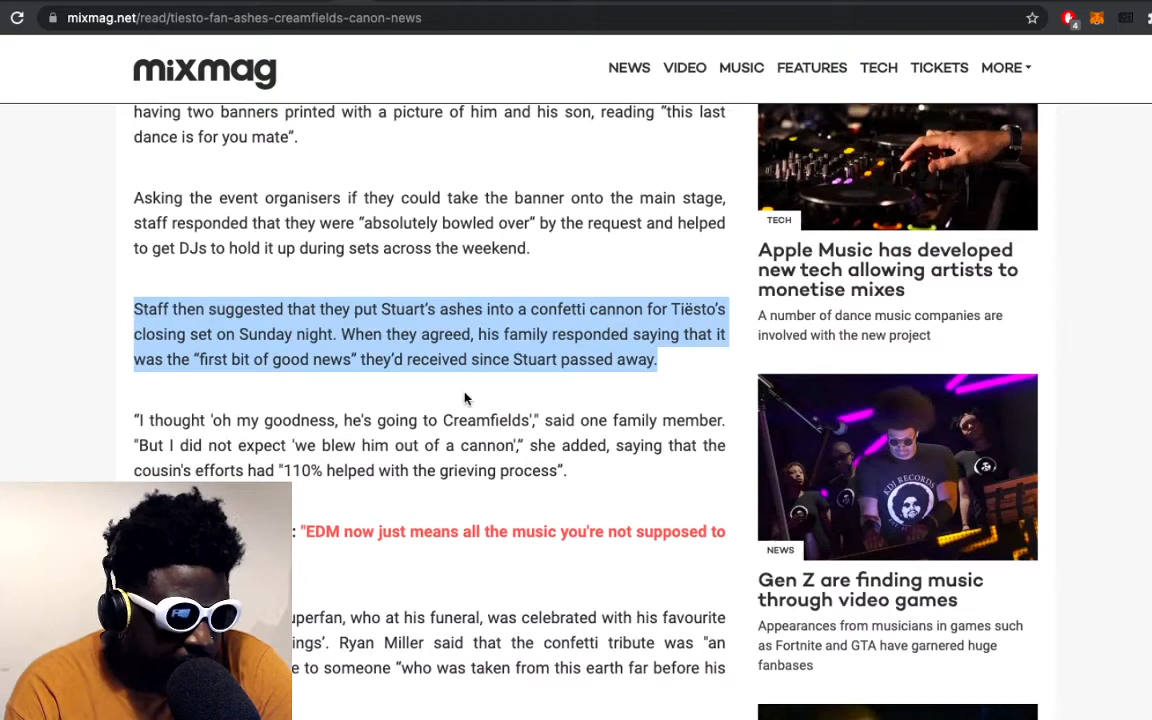 mixmag.net/read/tiesto-fan-ashes-creamfields-canon-news
4
mixmag
NEWS VIDEO MUSIC FEATURES TECH TICKETS MORE
having two banners printed with a picture of him and his son, reading “this last
dance is for you mate”.
Asking the event organisers if they could take the banner onto the main stage,
staff responded that they were “absolutely bowled over” by the request and helped
to get DJs to hold it up during sets across the weekend.
Staff then suggested that they put Stuart’s ashes into a confetti cannon for Tiësto’s
closing set on Sunday night. When they agreed, his family responded saying that it
was the “first bit of good news” they’d received since Stuart passed away.
“I thought 'oh my goodness, he's going to Creamfields'," said one family member.
"But I did not expect 'we blew him out of a cannon'," she added, saying that the
cousin's efforts had "110% helped with the grieving process”.
: "EDM now just means all the music you're not supposed to
uperfan, who at his funeral, was celebrated with his favourite
ings’. Ryan Miller said that the confetti tribute was "an
e to someone “who was taken from this earth far before his
TECH
Apple Music has developed
new tech allowing artists to
monetise mixes
A number of dance music companies are
involved with the new project
KDJ RECORDS
NEWS
Gen Z are finding music
through video games
Appearances from musicians in games such
as Fortnite and GTA have garnered huge
fanbases